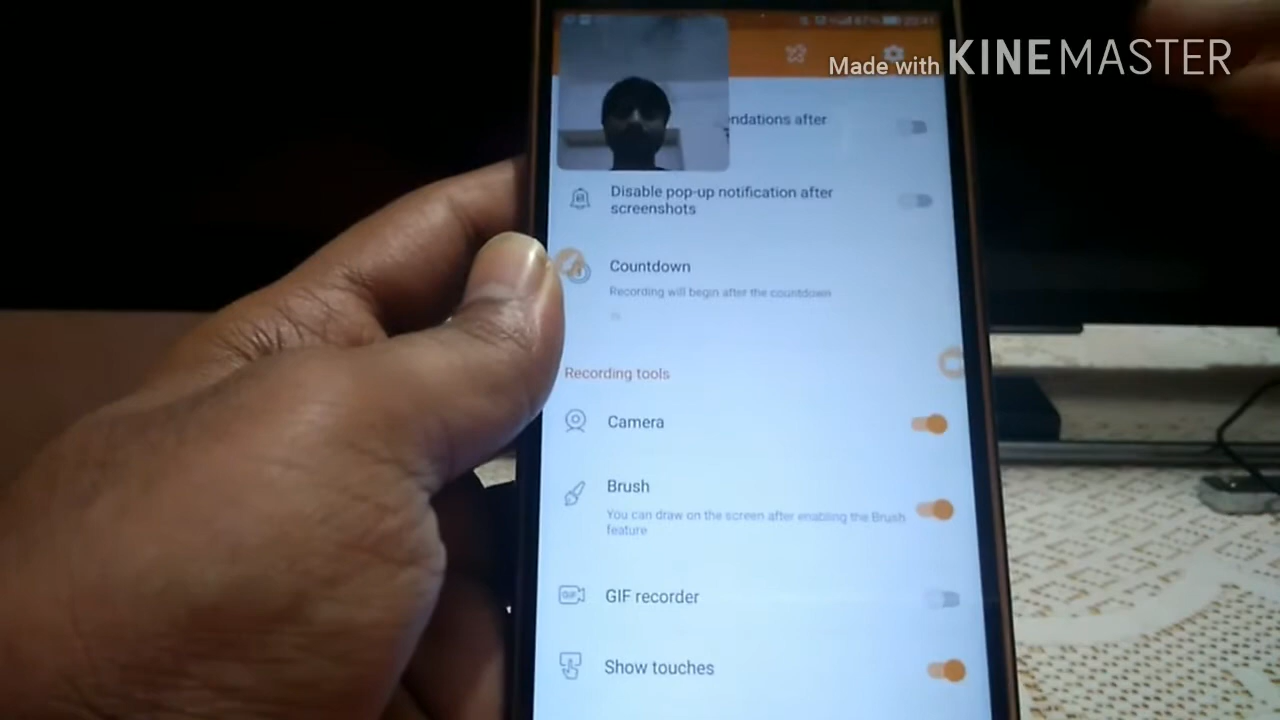 Made with KINEMASTER
ndations after
Disable pop-up notification after
screenshots
Countdown
Recording will begin after the countdown
Recording tools
Camera
Brush
You can draw on the screen after enabling the Brush
feature
GIF recorder
Show touches